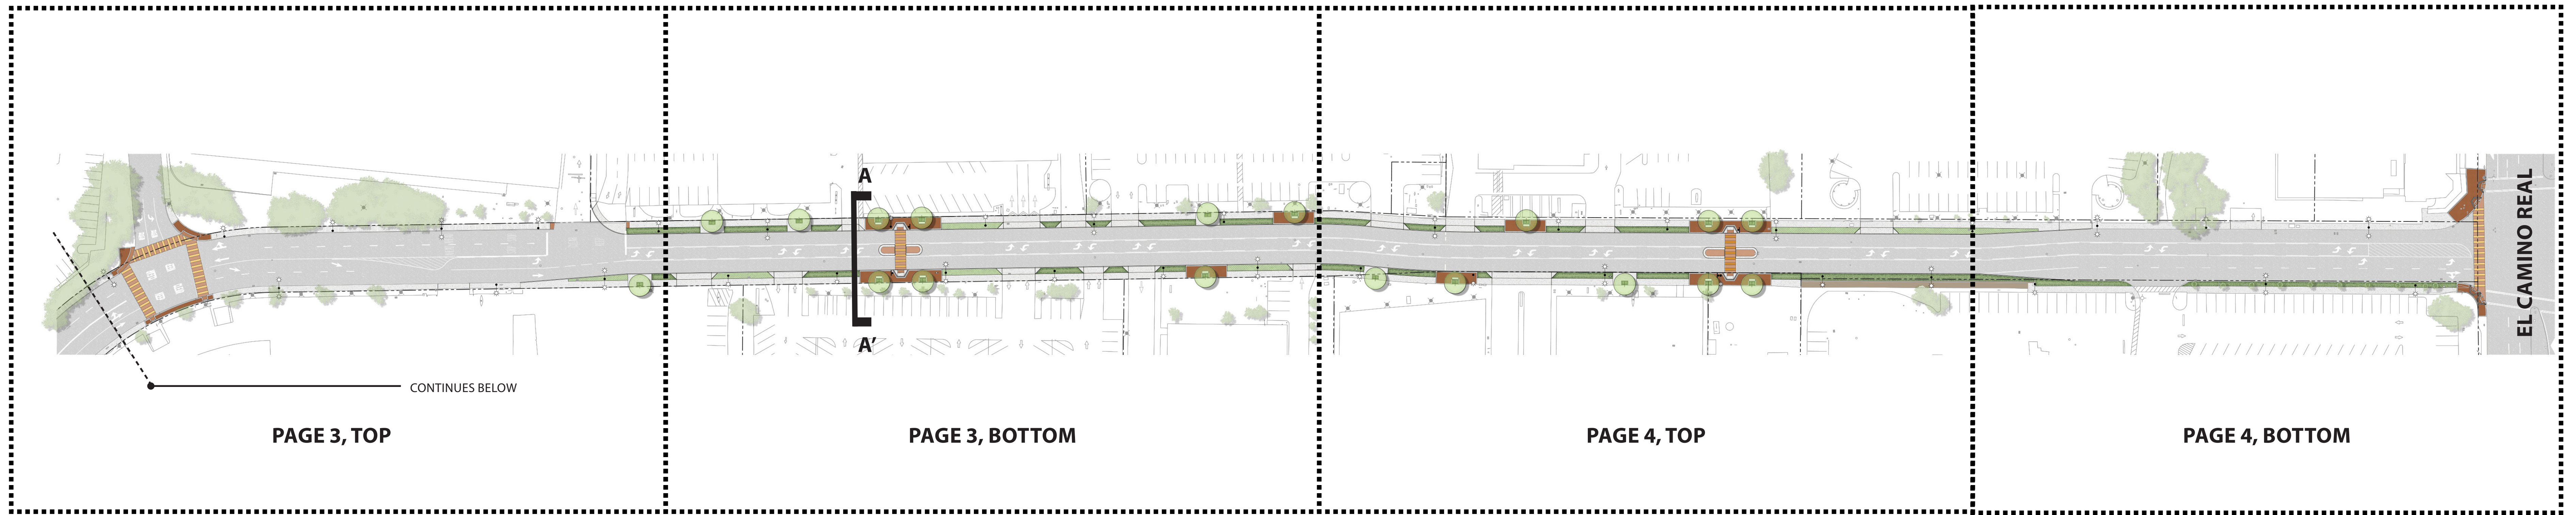 A
A'
EL CAMINO REAL
CONTINUES BELOW
PAGE 3, TOP
PAGE 3, BOTTOM
PAGE 4, TOP
PAGE 4, BOTTOM